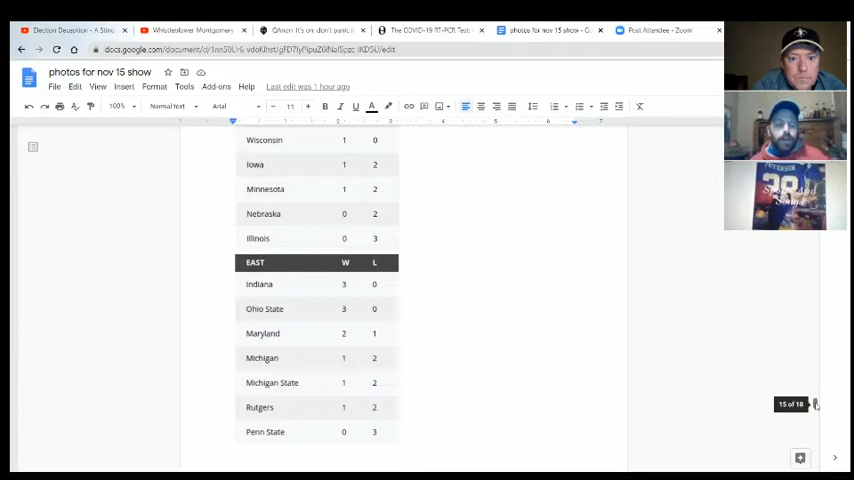 Election Deception - A Sting
Whistleblower Montgomery
QAnon: It's on, don't panic i
The COVID-19 RT-PCR Test:
photos for nov 15 show - G
Post Attendee - Zoom
photos for nov 15 show
File Edit View Insert Format Tools Add-ons Help Last edit was 1 hour ago
100% Normal text Arial 11
Wisconsin 1 0
Iowa 1 2
Minnesota 1 2
Nebraska 0 2
Illinois 0 3
EAST W L
Indiana 3 0
Ohio State 3 0
Maryland 2 1
Michigan 1 2
Michigan State 1 2
Rutgers 1 2
Penn State 0 3
15 of 18
PETERSON
28